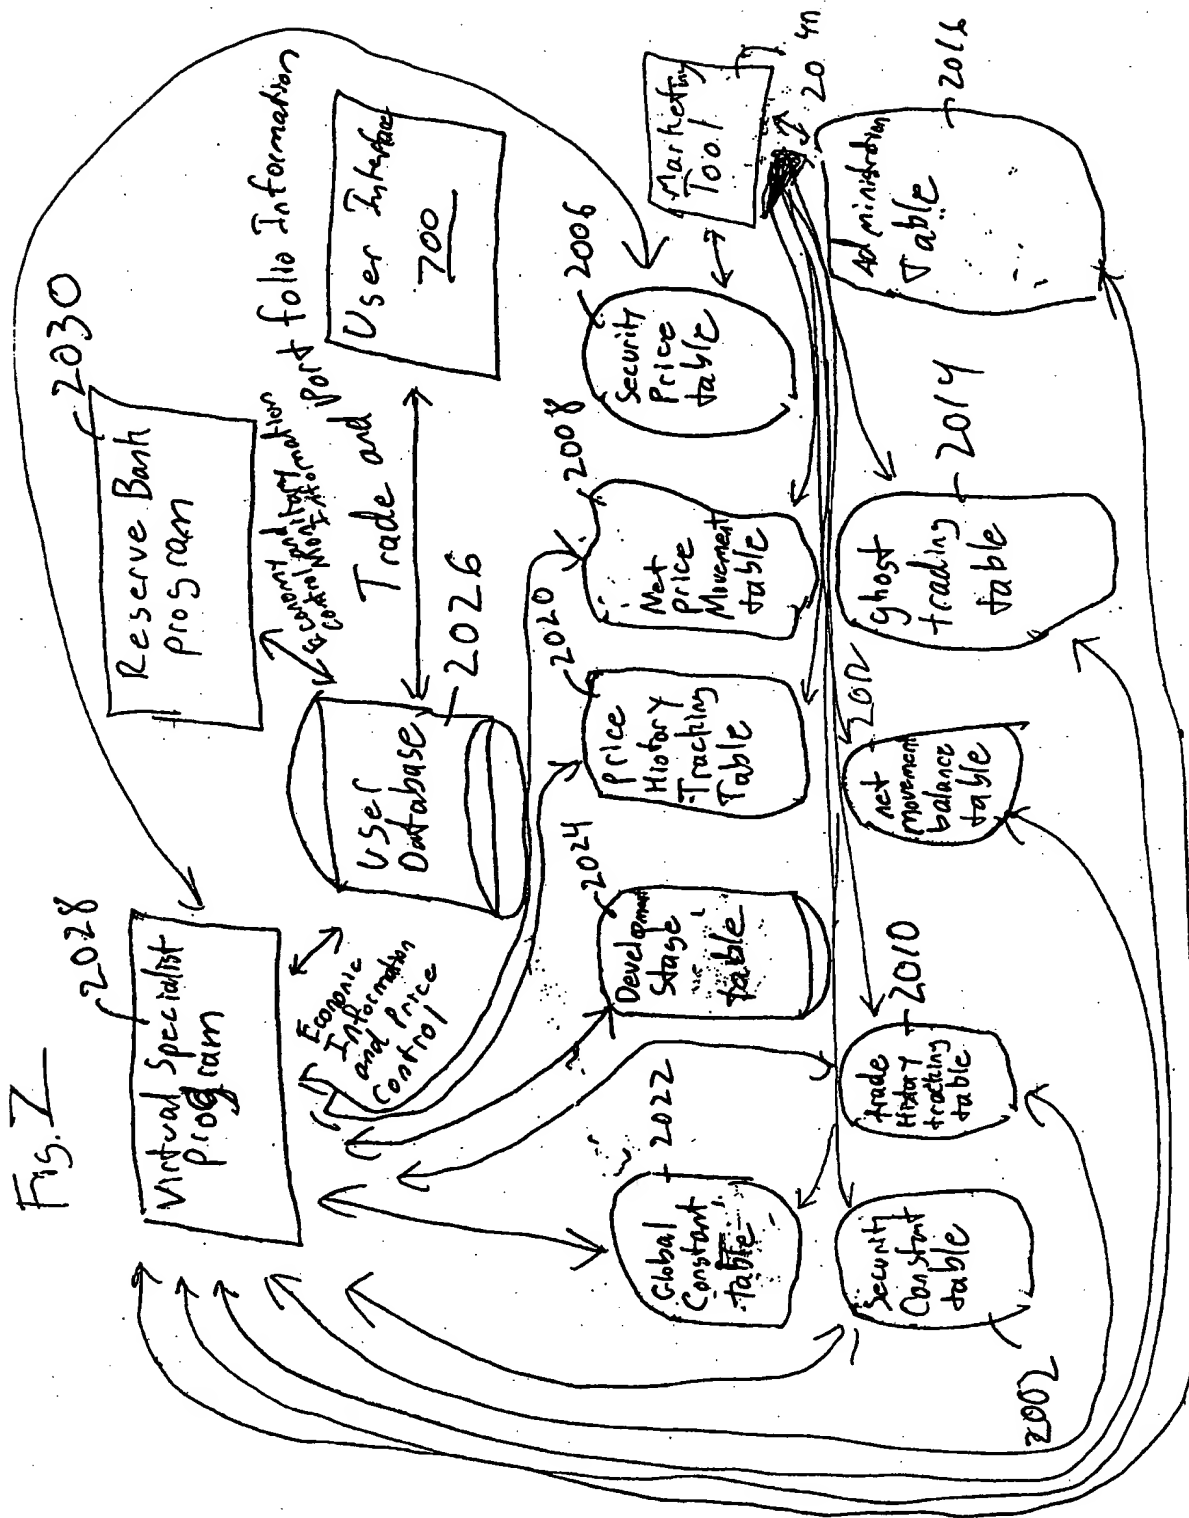 Fig. Z
2028
Virtual Specialist
Program
2030
Reserve Bank
Program
Economic
Information
and Price
Control
User
Database
2026
Economy and
Trade and Portfolio Information
User Interface
700
2022
Global
Constant
table
2024
Development
Stage
table
2020
Price
History
Tracking
Table
2008
Net
Price
Movement
table
2006
Security
Price
table
Marketing
Tool
2002
Security
Constant
table
2010
trade
History
tracking
table
2012
net
movement
balance
table
2014
Ghost
trading
table
2016
Administration
Table